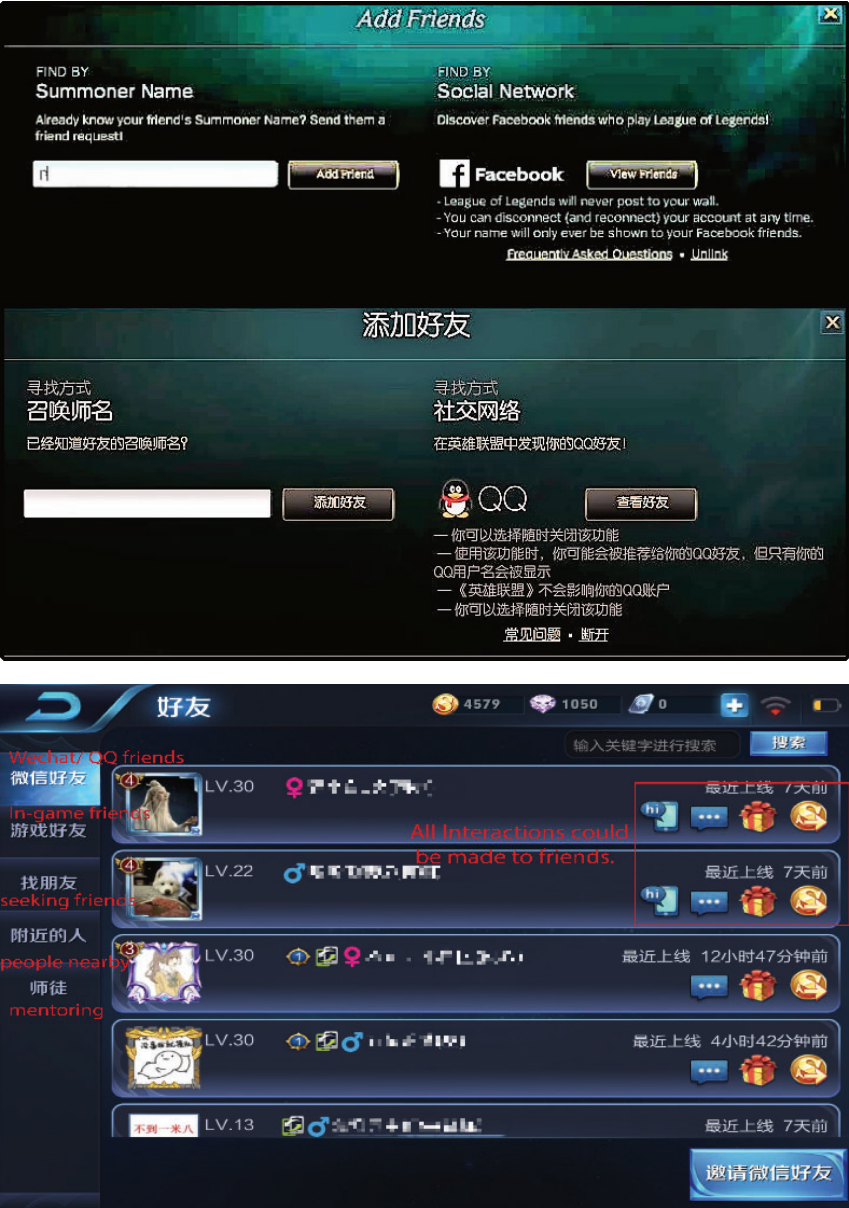 Add Friends
FIND BY
Summoner Name
Already know your friend's Summoner Name? Send them a
friend request!
Add Friend
FIND BY
Social Network
Discover Facebook friends who play League of Legends!
f Facebook
View Friends
- League of Legends will never post to your wall.
- You can disconnect (and reconnect) your account at any time.
- Your name will only ever be shown to your Facebook friends.
Frequently Asked Questions • Unlink
添加好友
寻找方式
召唤师名
已经知道好友的召唤师名?
添加好友
寻找方式
社交网络
在英雄联盟中发现你的QQ好友!
QQ
查看好友
— 你可以选择随时关闭该功能
— 使用该功能时，你可能会被推荐给你的QQ好友，但只有你的
QQ用户名会被显示
— 《英雄联盟》不会影响你的QQ账户
— 你可以选择随时关闭该功能
常见问题 • 断开
好友
4579
1050
0
输入关键字进行搜索
搜索
Wechat/ QQ friends
微信好友
In-game friends
游戏好友
找朋友
seeking friends
附近的人
people nearby
师徒
mentoring
4
LV.30
最近上线 7天前
hi
All Interactions could
be made to friends.
4
LV.22
最近上线 7天前
hi
3
LV.30
1
最近上线 12小时47分钟前
LV.30
1
最近上线 4小时42分钟前
不到一米八
LV.13
最近上线 7天前
邀请微信好友